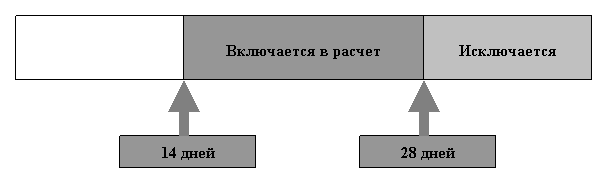 Включается в расчет
Исключается
14 дней
28 дней